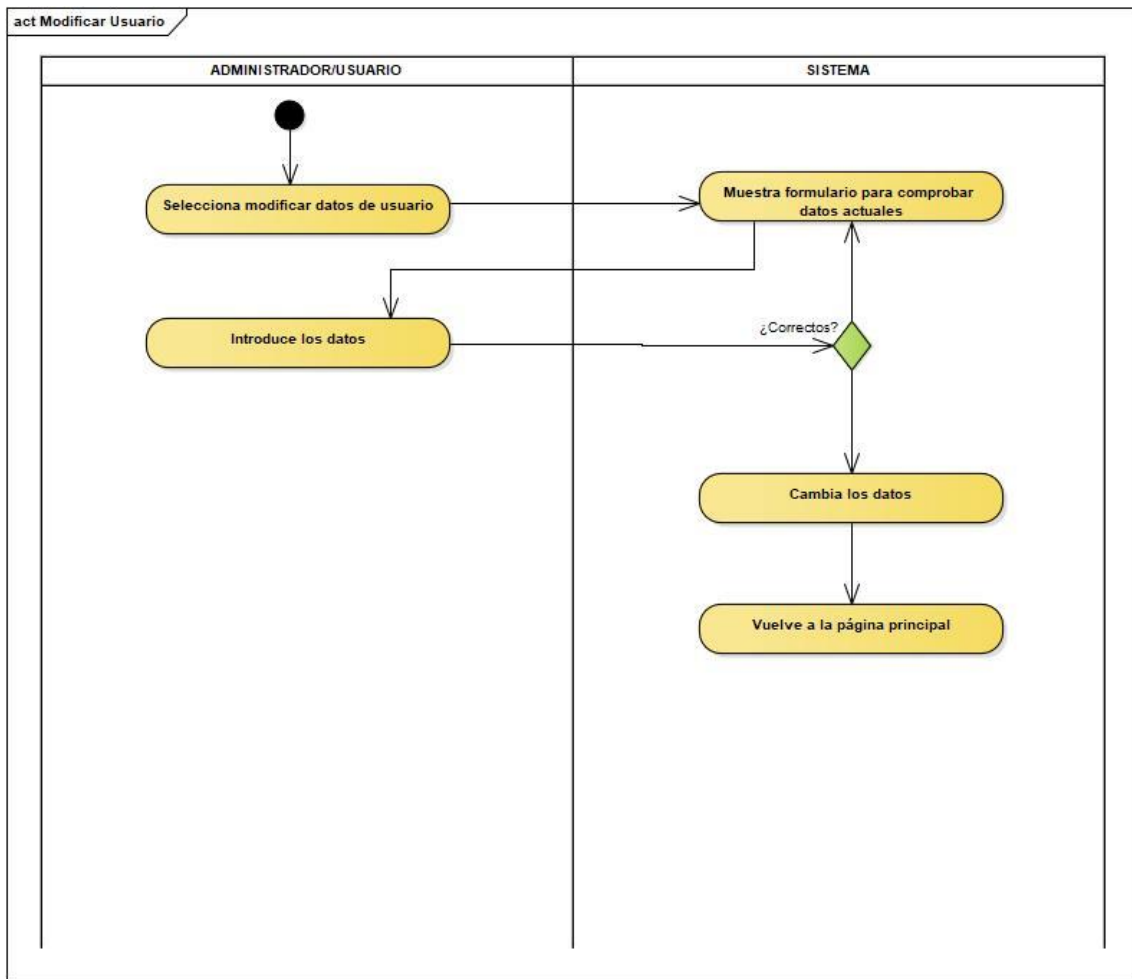 act Modificar Usuario
ADMINISTRADOR/USUARIO
SISTEMA
Selecciona modificar datos de usuario
Muestra formulario para comprobar
datos actuales
Introduce los datos
¿Correctos?
Cambia los datos
Vuelve a la página principal